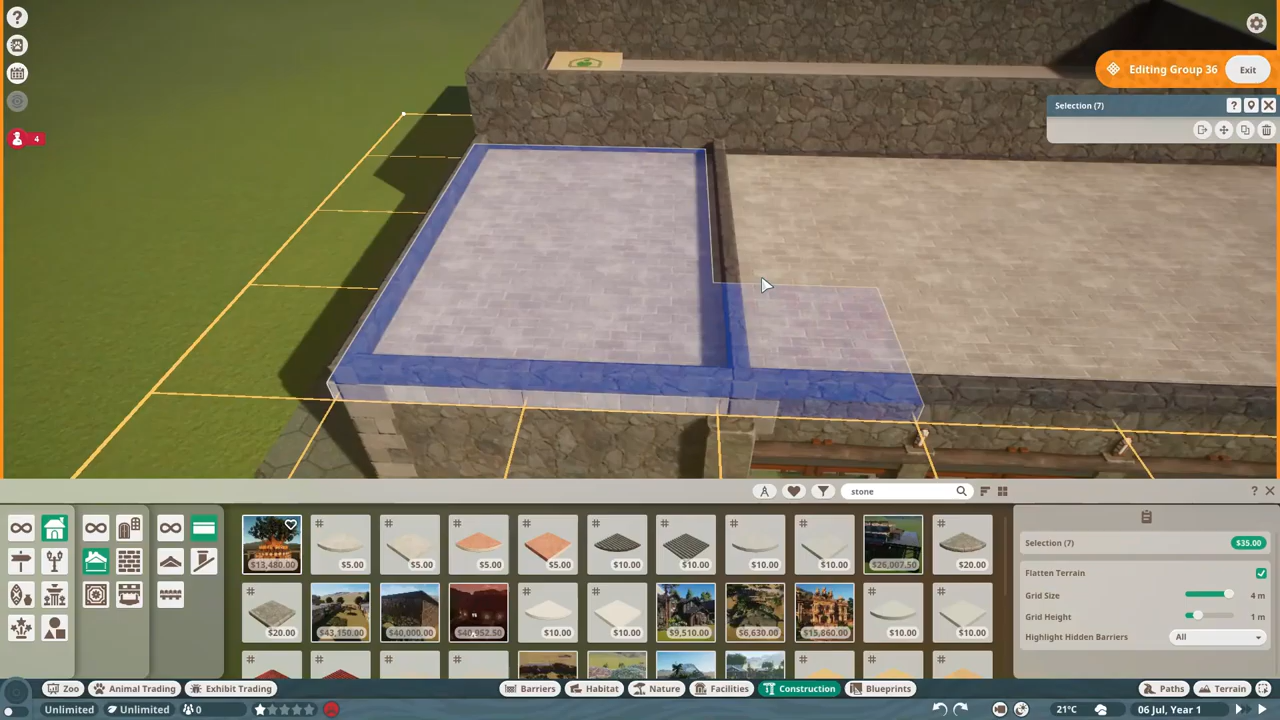 ?
Editing Group 36
Exit
Selection (7)
?
4
stone
?
$13,480.00
$5.00
$5.00
$5.00
$5.00
$10.00
$10.00
$10.00
$10.00
$26,007.50
$20.00
$20.00
$43,150.00
$40,000.00
$40,952.50
$10.00
$10.00
$9,510.00
$6,630.00
$15,860.00
$10.00
$10.00
Selection (7)
$35.00
Flatten Terrain
Grid Size
4 m
Grid Height
1 m
Highlight Hidden Barriers
All
Zoo
Animal Trading
Exhibit Trading
Barriers
Habitat
Nature
Facilities
Construction
Blueprints
Paths
Terrain
Unlimited
Unlimited
0
21°C
06 Jul, Year 1